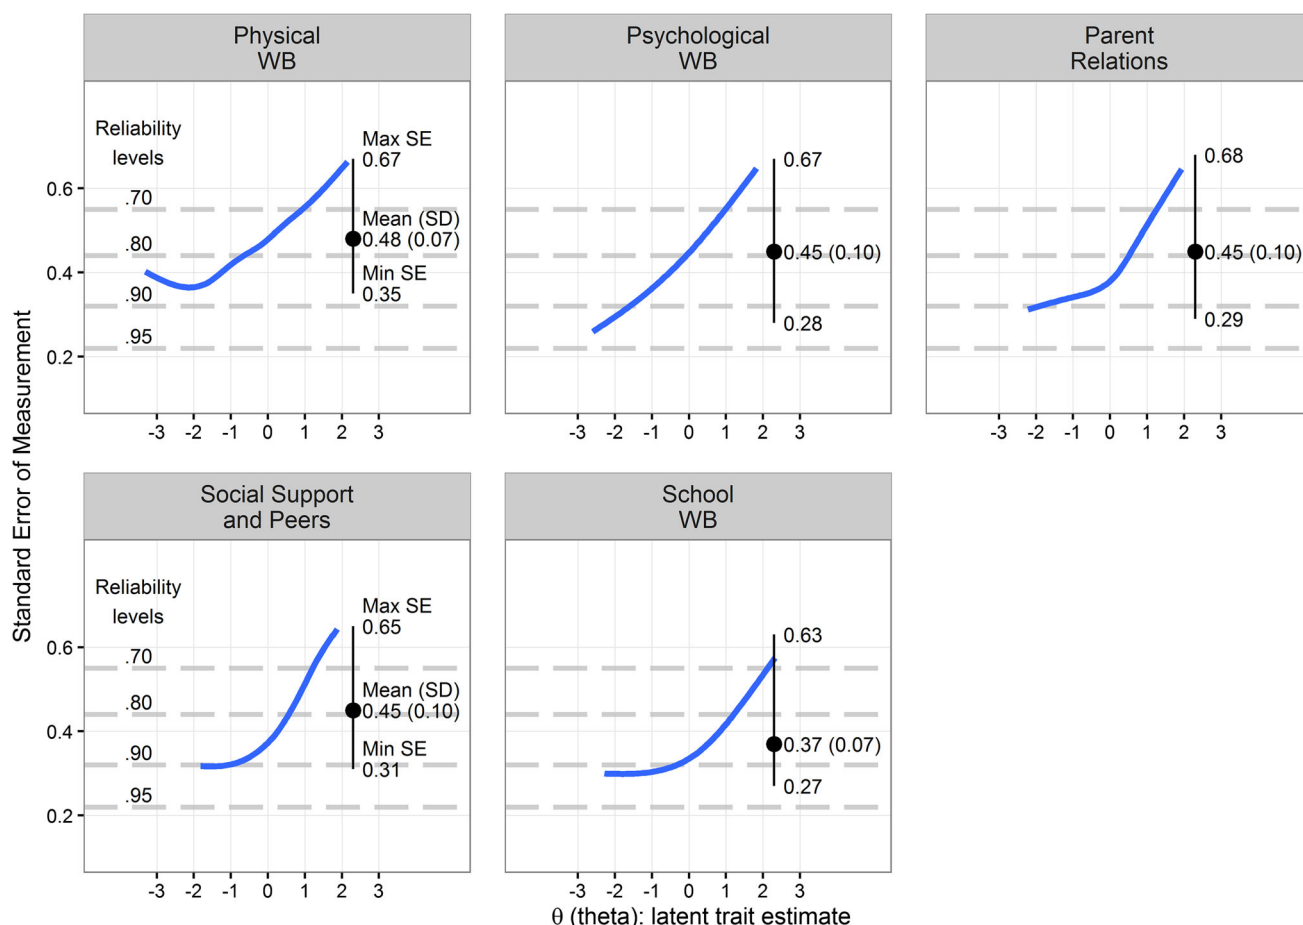 Physical
WB
Psychological
WB
Parent
Relations
Standard Error of Measurement
Reliability
levels
.70
.80
.90
.95
Max SE
0.67
Mean (SD)
0.48 (0.07)
Min SE
0.35
0.67
0.45 (0.10)
0.28
0.68
0.45 (0.10)
0.29
0.6
0.4
0.2
-3 -2 -1 0 1 2 3
-3 -2 -1 0 1 2 3
-3 -2 -1 0 1 2 3
Social Support
and Peers
School
WB
Reliability
levels
.70
.80
.90
.95
Max SE
0.65
Mean (SD)
0.45 (0.10)
Min SE
0.31
0.63
0.37 (0.07)
0.27
0.6
0.4
0.2
-3 -2 -1 0 1 2 3
-3 -2 -1 0 1 2 3
θ (theta): latent trait estimate